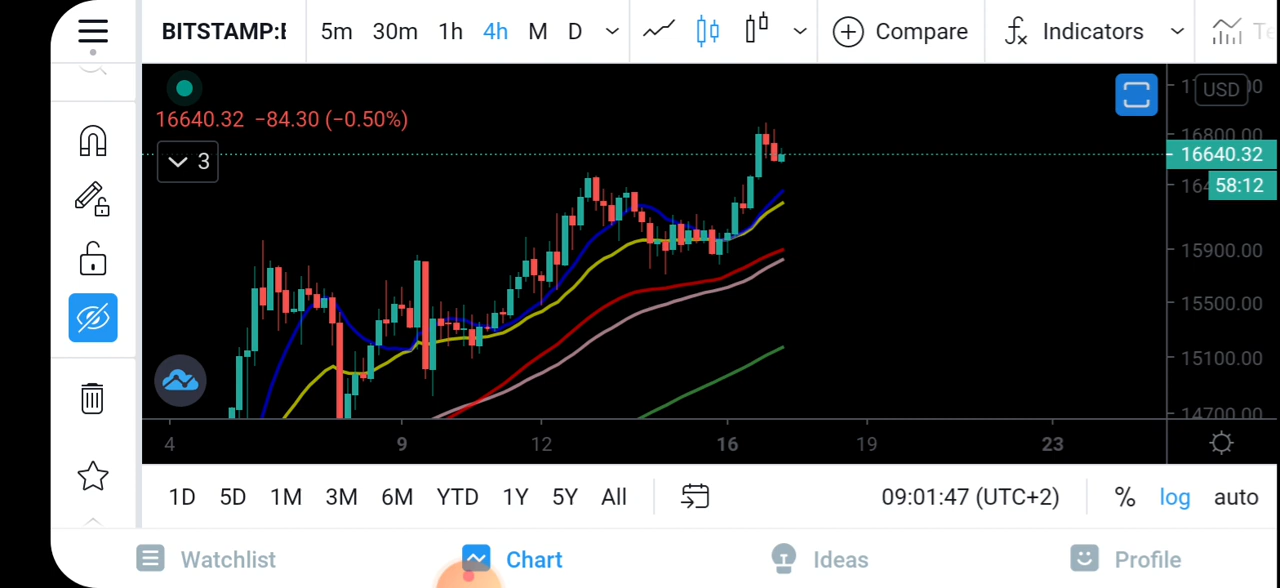 BITSTAMP:E 5m 30m 1h 4h M D Compare Indicators
USD
16640.32 −84.30 (−0.50%)
3
16800.00
16640.32
58:12
15900.00
15500.00
15100.00
14700.00
4 9 12 16 19 23
1D 5D 1M 3M 6M YTD 1Y 5Y All 09:01:47 (UTC+2) % log auto
Watchlist Chart Ideas Profile